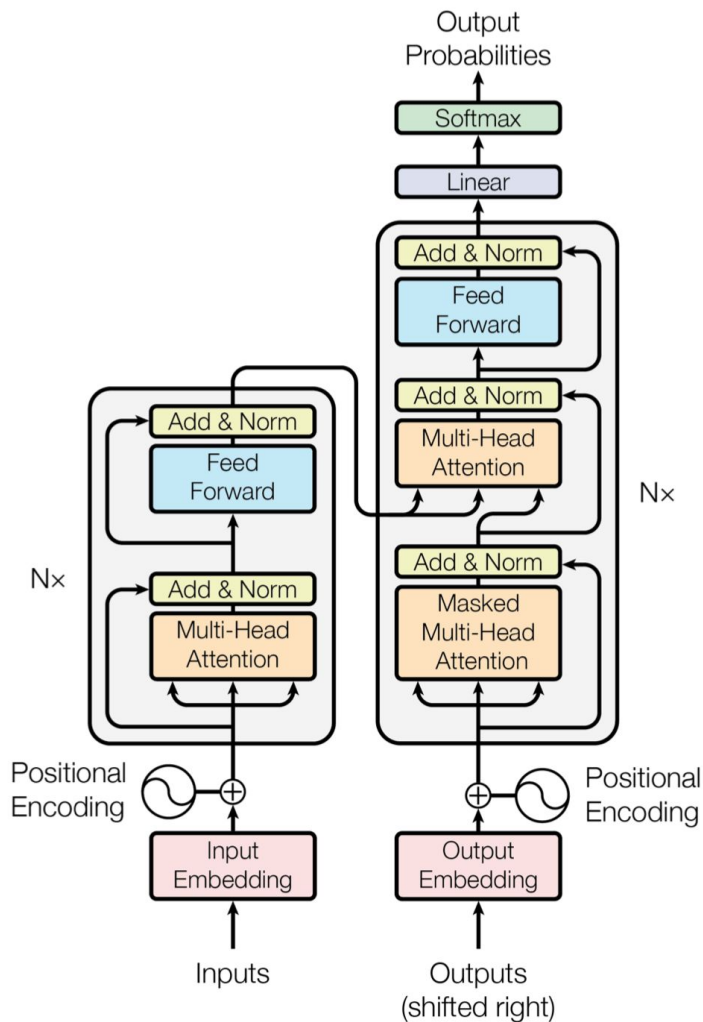 Output
Probabilities
Softmax
Linear
Add & Norm
Feed
Forward
Add & Norm
Multi-Head
Attention
Add & Norm
Masked
Multi-Head
Attention
N×
Add & Norm
Feed
Forward
Add & Norm
Multi-Head
Attention
N×
Positional
Encoding
Positional
Encoding
Input
Embedding
Output
Embedding
Inputs
Outputs
(shifted right)